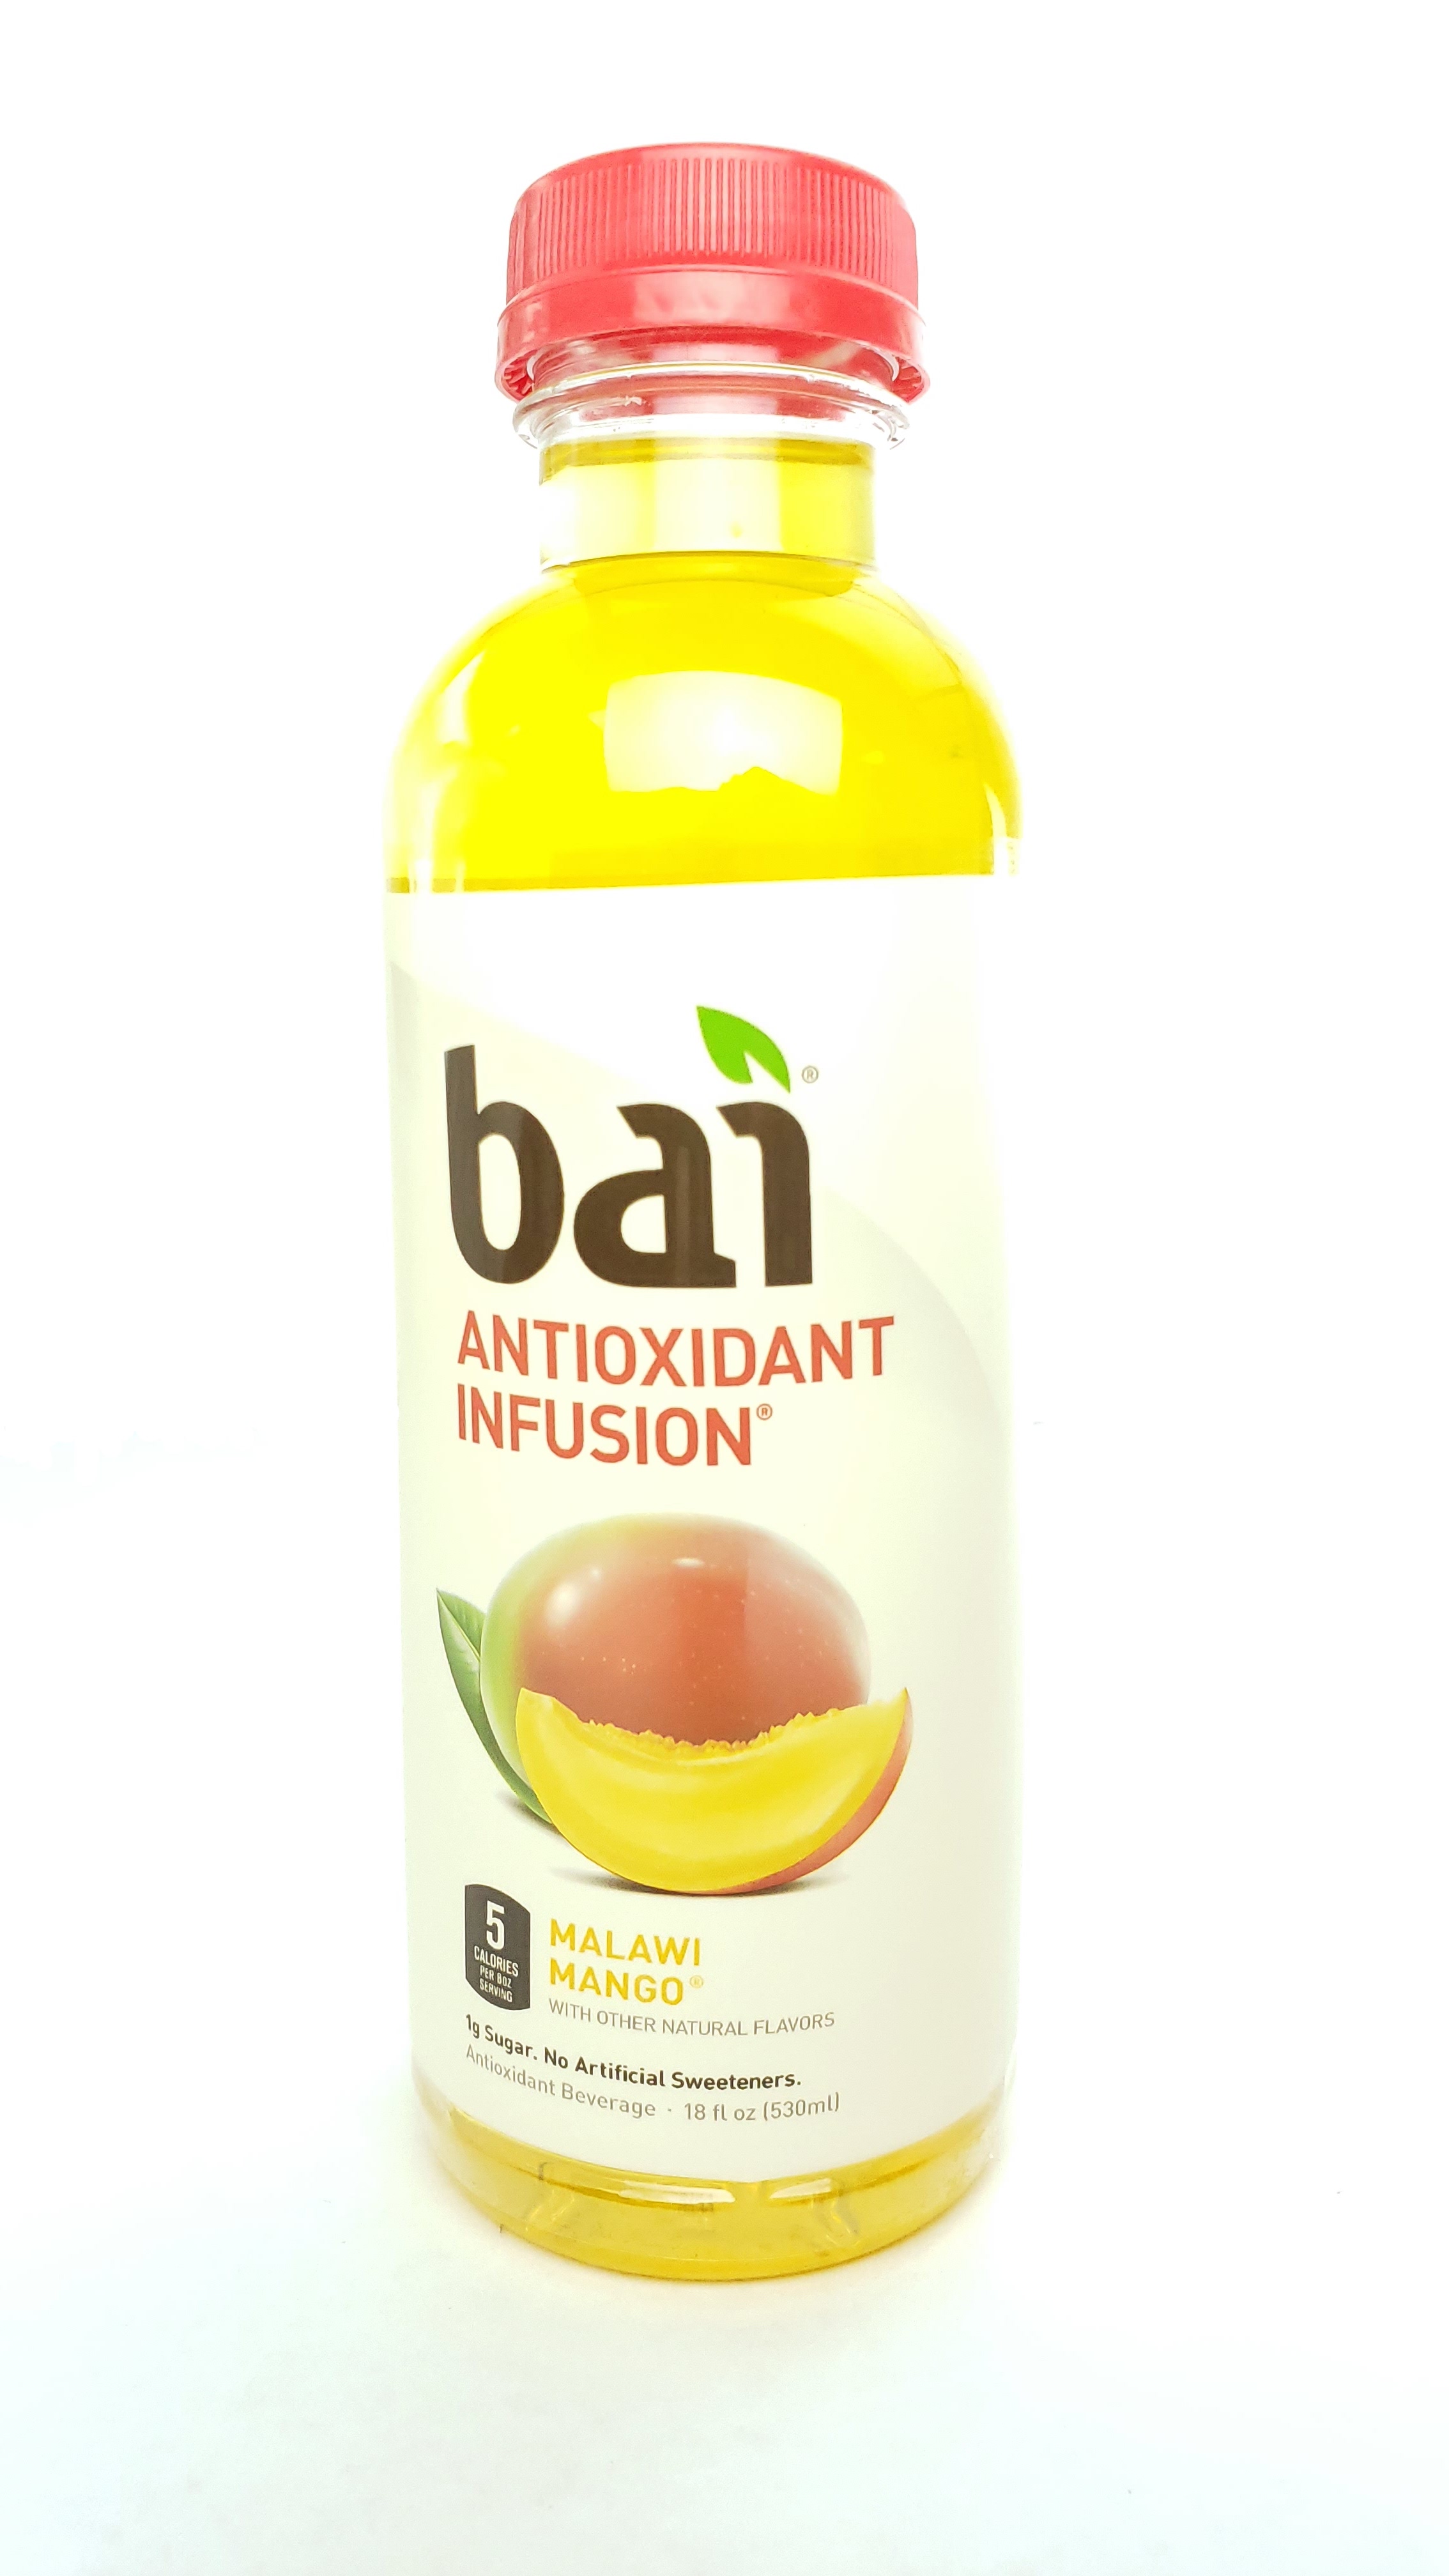 bai®
ANTIOXIDANT
INFUSION®
5
CALORIES
PER 8OZ
SERVING
MALAWI
MANGO®
WITH OTHER NATURAL FLAVORS
1g Sugar. No Artificial Sweeteners.
Antioxidant Beverage · 18 fl oz (530ml)